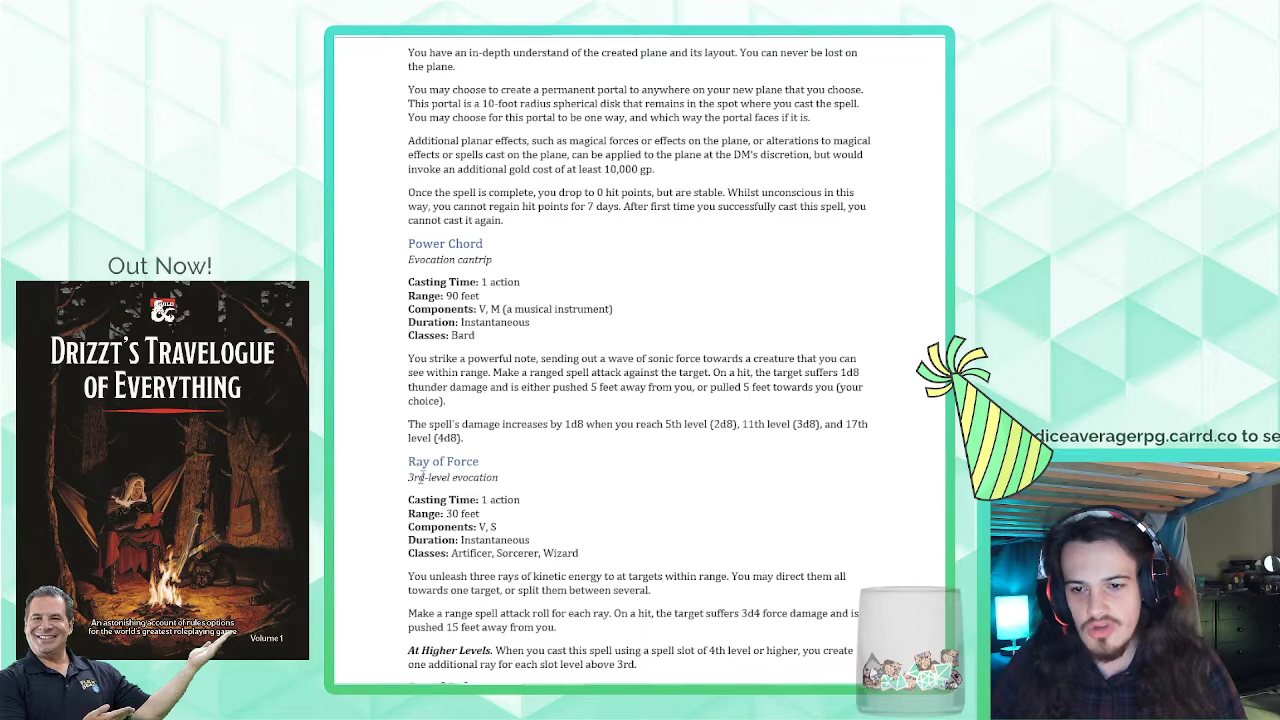 You have an in-depth understand of the created plane and its layout. You can never be lost on
the plane.
You may choose to create a permanent portal to anywhere on your new plane that you choose.
This portal is a 10-foot radius spherical disk that remains in the spot where you cast the spell.
You may choose for this portal to be one way, and which way the portal faces if it is.
Additional planar effects, such as magical forces or effects on the plane, or alterations to magical
effects or spells cast on the plane, can be applied to the plane at the DM's discretion, but would
invoke an additional gold cost of at least 10,000 gp.
Once the spell is complete, you drop to 0 hit points, but are stable. Whilst unconscious in this
way, you cannot regain hit points for 7 days. After first time you successfully cast this spell, you
cannot cast it again.
Power Chord
Evocation cantrip
Casting Time: 1 action
Range: 90 feet
Components: V, M (a musical instrument)
Duration: Instantaneous
Classes: Bard
You strike a powerful note, sending out a wave of sonic force towards a creature that you can
see within range. Make a ranged spell attack against the target. On a hit, the target suffers 1d8
thunder damage and is either pushed 5 feet away from you, or pulled 5 feet towards you (your
choice).
The spell's damage increases by 1d8 when you reach 5th level (2d8), 11th level (3d8), and 17th
level (4d8).
Ray of Force
3rd-level evocation
Casting Time: 1 action
Range: 30 feet
Components: V, S
Duration: Instantaneous
Classes: Artificer, Sorcerer, Wizard
You unleash three rays of kinetic energy to at targets within range. You may direct them all
towards one target, or split them between several.
Make a range spell attack roll for each ray. On a hit, the target suffers 3d4 force damage and is
pushed 15 feet away from you.
At Higher Levels. When you cast this spell using a spell slot of 4th level or higher, you create
one additional ray for each slot level above 3rd.
Out Now!
DRIZZT'S TRAVELOGUE
OF EVERYTHING
An astonishing account of rules options
for the world's greatest roleplaying game
Volume 1
diceaveragerpg.carrd.co to se